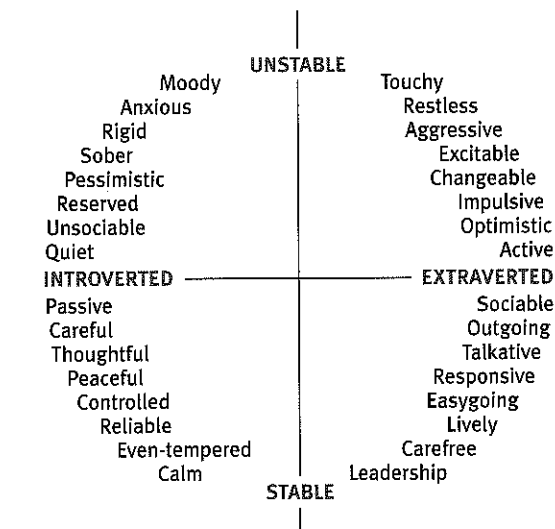 UNSTABLE
Moody Touchy
Anxious Restless
Rigid Aggressive
Sober Excitable
Pessimistic Changeable
Reserved Impulsive
Unsociable Optimistic
Quiet Active
INTROVERTED EXTRAVERTED
Passive Sociable
Careful Outgoing
Thoughtful Talkative
Peaceful Responsive
Controlled Easygoing
Reliable Lively
Even-tempered Carefree
Calm Leadership
STABLE